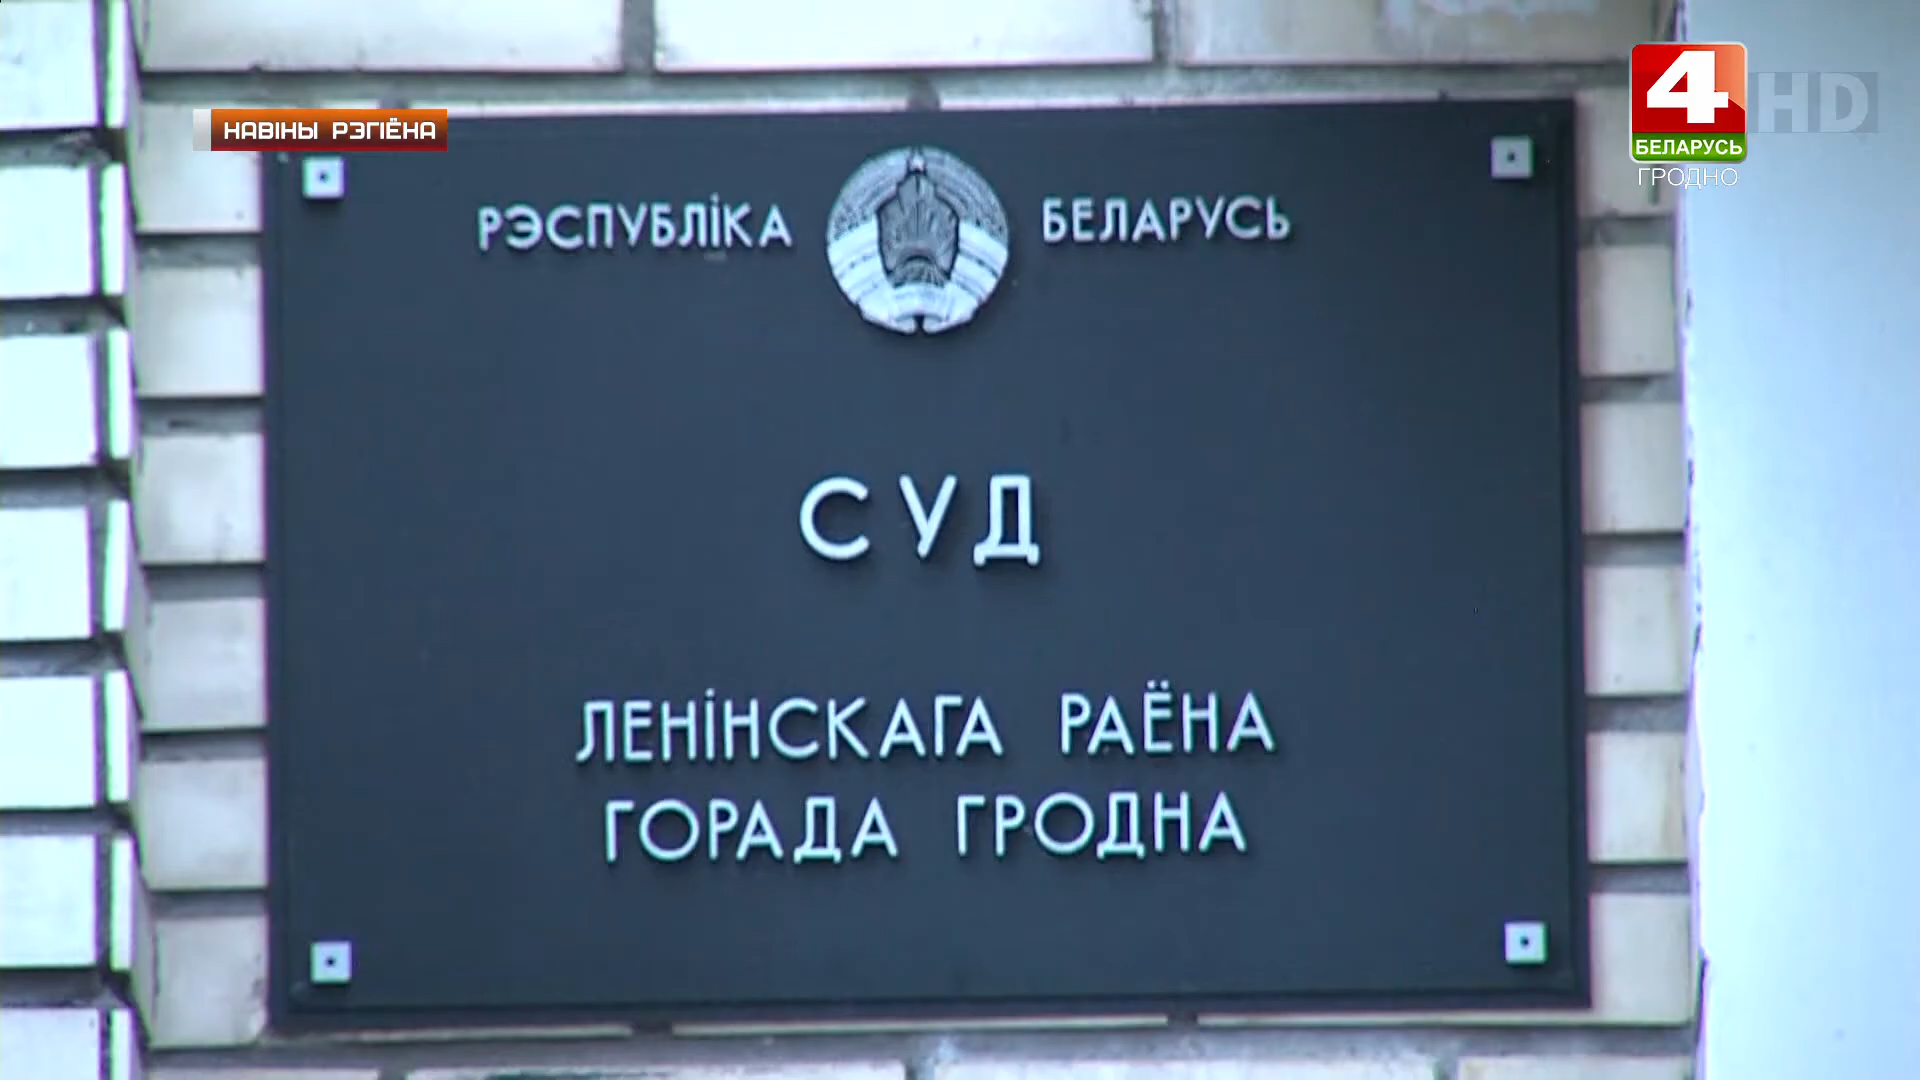 НАВІНЫ РЭГІЁНА
4 HD
БЕЛАРУСЬ
ГРОДНО
РЭСПУБЛІКА БЕЛАРУСЬ
СУД
ЛЕНІНСКАГА РАЁНА
ГОРАДА ГРОДНА